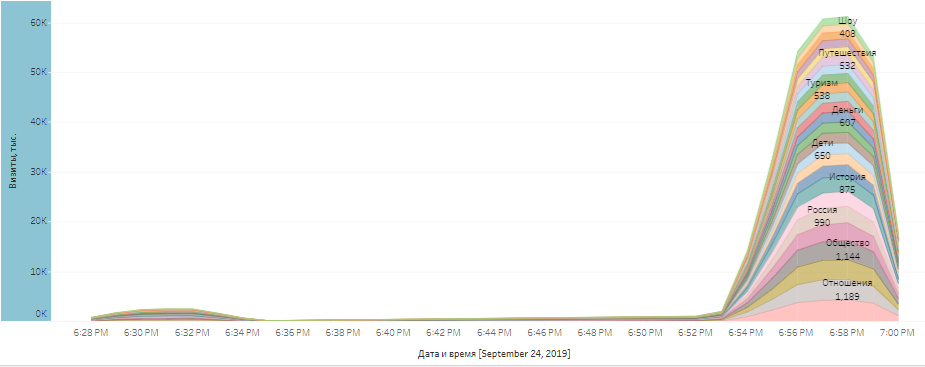 60K
50K
40K
30K
20K
10K
0K
Визиты, тыс.
Шоу
408
Путешествия
532
Туризм
538
Деньги
607
Дети
650
История
875
Россия
990
Общество
1,144
Отношения
1,189
6:28 PM 6:30 PM 6:32 PM 6:34 PM 6:36 PM 6:38 PM 6:40 PM 6:42 PM 6:44 PM 6:46 PM 6:48 PM 6:50 PM 6:52 PM 6:54 PM 6:56 PM 6:58 PM 7:00 PM
Дата и время [September 24, 2019]